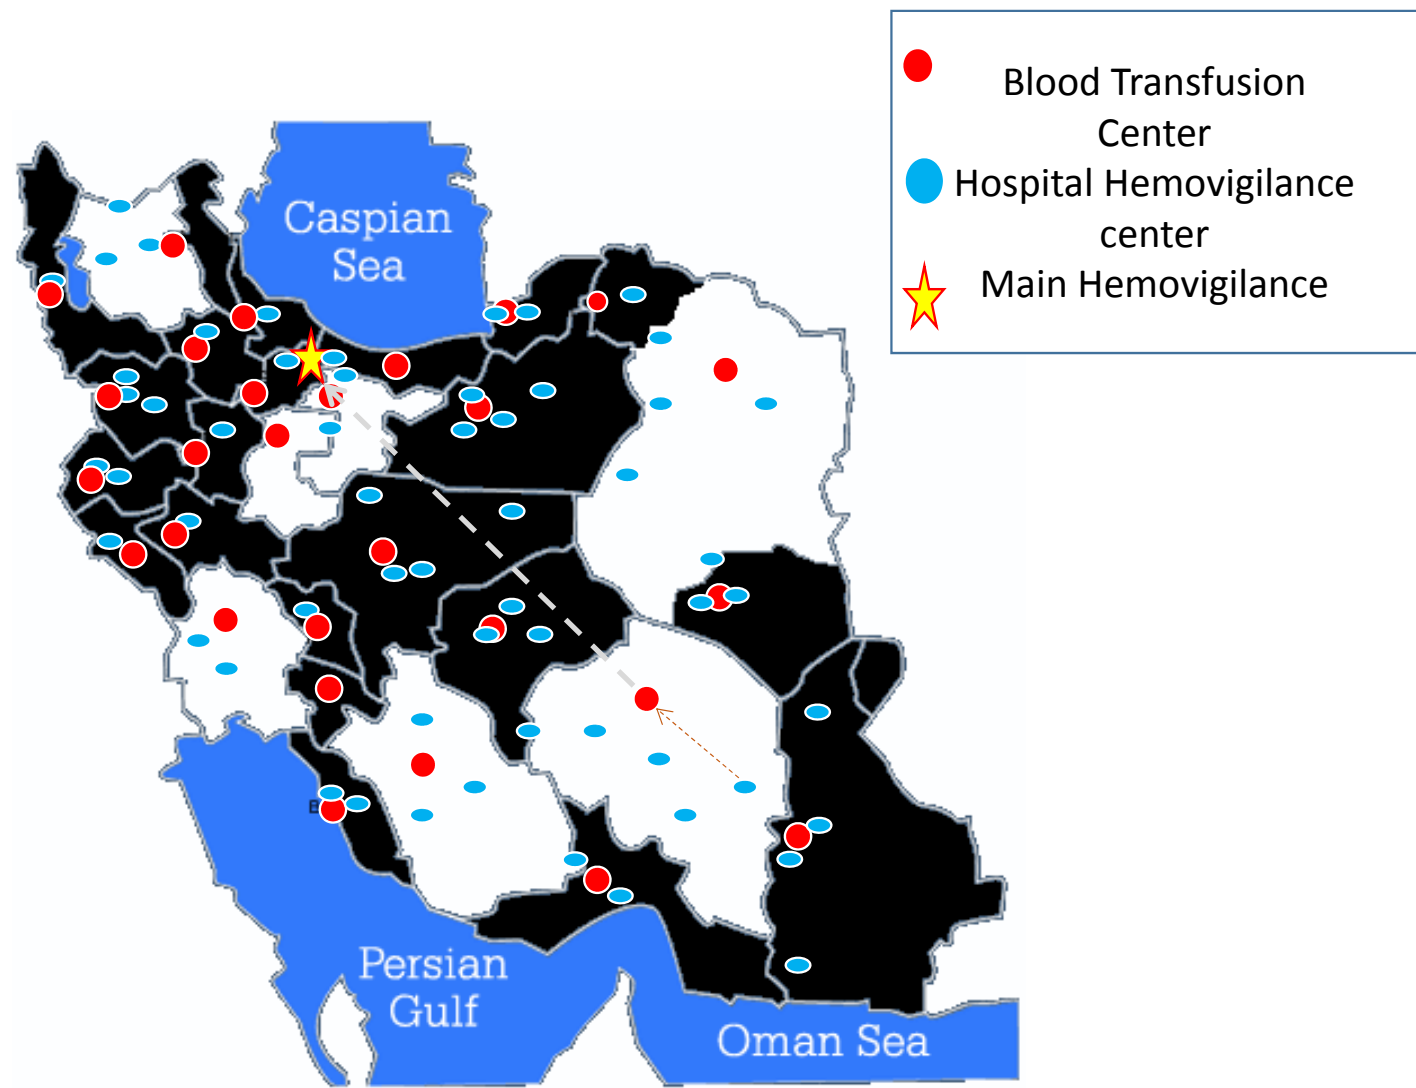 Blood Transfusion
Center
Hospital Hemovigilance
center
Main Hemovigilance
Caspian
Sea
B
Persian
Gulf
Oman Sea